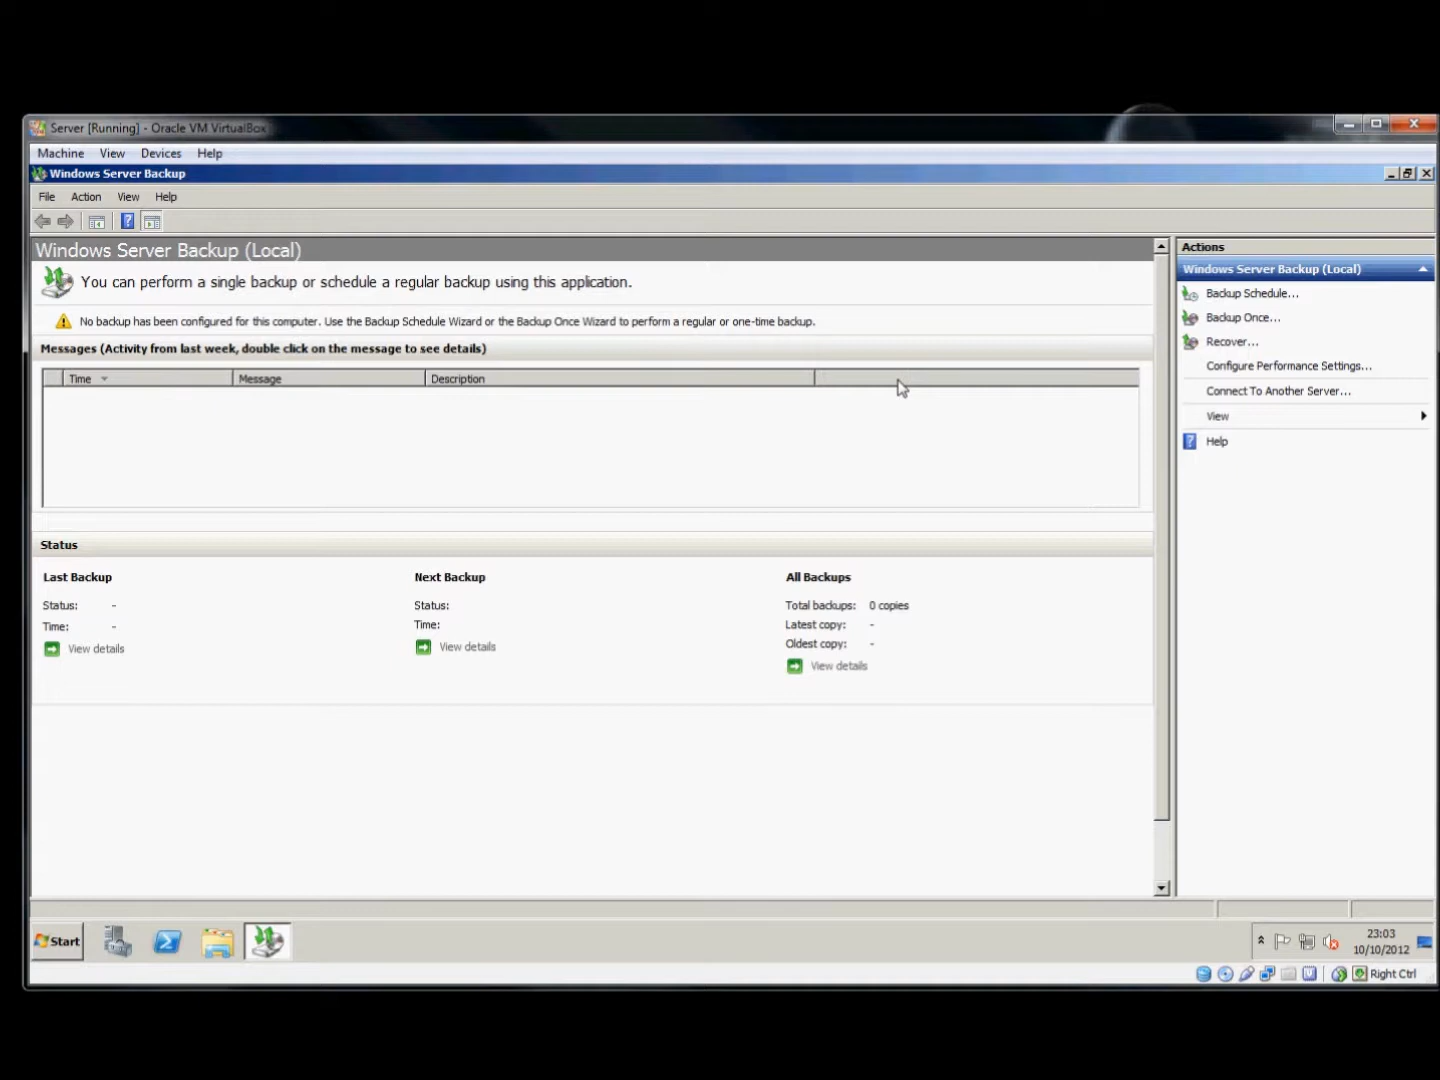 Server [Running] - Oracle VM VirtualBox
Machine View Devices Help
Windows Server Backup
File Action View Help
Windows Server Backup (Local)
You can perform a single backup or schedule a regular backup using this application.
No backup has been configured for this computer. Use the Backup Schedule Wizard or the Backup Once Wizard to perform a regular or one-time backup.
Messages (Activity from last week, double click on the message to see details)
Time Message Description
Status
Last Backup
Status: -
Time: -
View details
Next Backup
Status:
Time:
View details
All Backups
Total backups: 0 copies
Latest copy: -
Oldest copy: -
View details
Actions
Windows Server Backup (Local)
Backup Schedule...
Backup Once...
Recover...
Configure Performance Settings...
Connect To Another Server...
View
Help
Start
23:03
10/10/2012
Right Ctrl